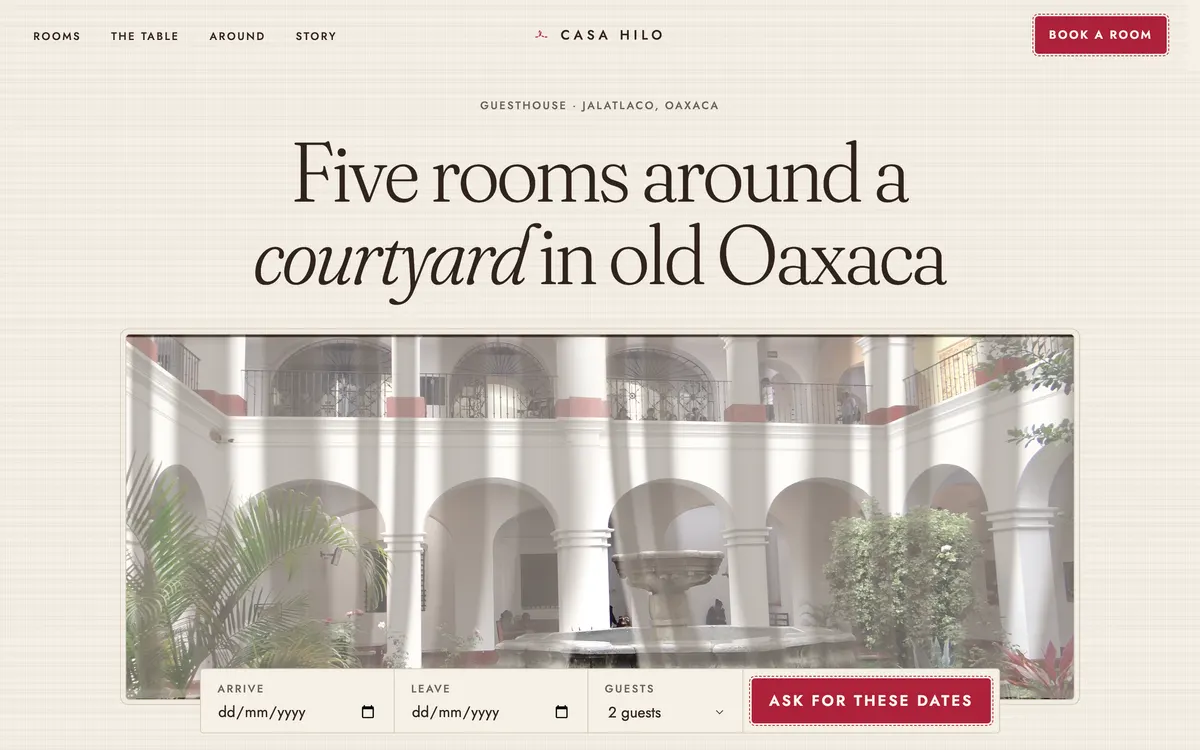 ROOMS THE TABLE AROUND STORY CASA HILO BOOK A ROOM
GUESTHOUSE · JALATLACO, OAXACA
Five rooms around a
courtyard in old Oaxaca
ARRIVE LEAVE GUESTS
dd/mm/yyyy dd/mm/yyyy 2 guests ASK FOR THESE DATES